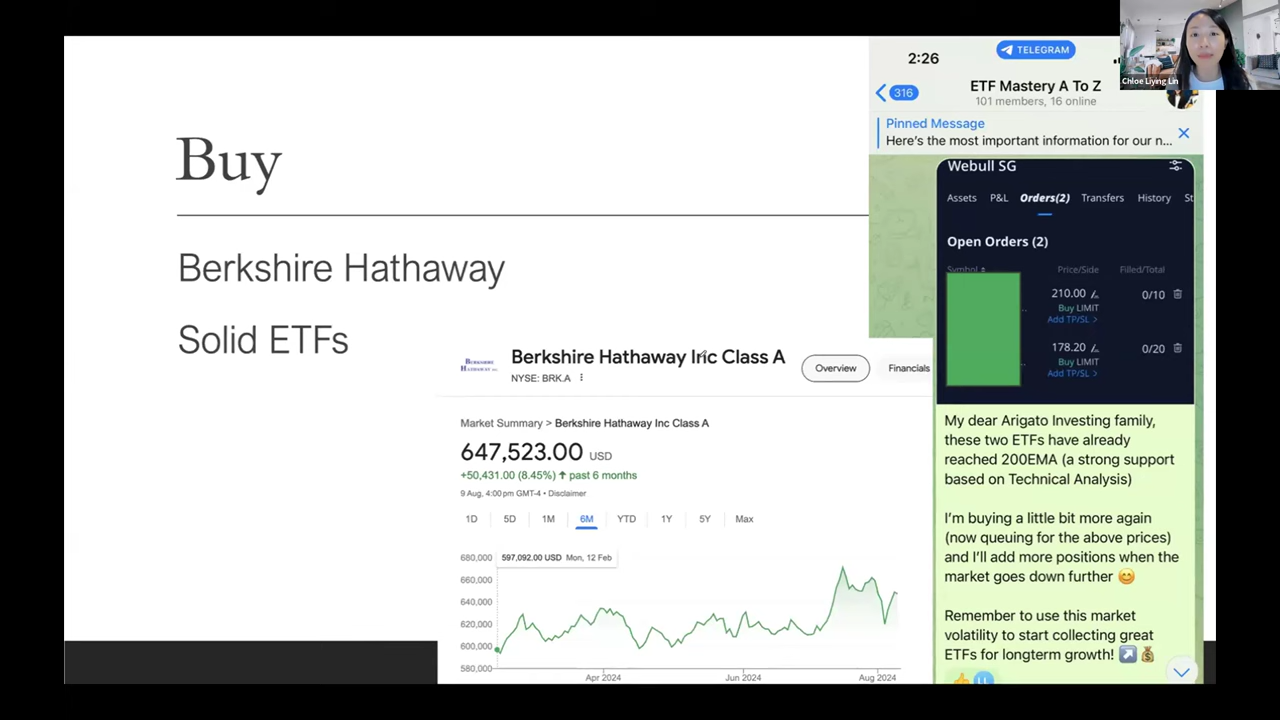 Buy
Berkshire Hathaway
Solid ETFs
BERKSHIRE
HATHAWAY INC.
Berkshire Hathaway Inc Class A
NYSE: BRK.A
Overview
Financials
Market Summary > Berkshire Hathaway Inc Class A
647,523.00 USD
+50,431.00 (8.45%) ↑ past 6 months
9 Aug, 4:00 pm GMT-4 • Disclaimer
1D 5D 1M 6M YTD 1Y 5Y Max
680,000
597,092.00 USD Mon, 12 Feb
660,000
640,000
620,000
600,000
580,000
Apr 2024 Jun 2024 Aug 2024
2:26
TELEGRAM
316
ETF Mastery A To Z
101 members, 16 online
Pinned Message
Here's the most important information for our n...
Webull SG
Assets P&L Orders(2) Transfers History St
Open Orders (2)
Symbol Price/Side Filled/Total
210.00 0/10
Buy LIMIT
Add TP/SL >
178.20 0/20
Buy LIMIT
Add TP/SL >
My dear Arigato Investing family,
these two ETFs have already
reached 200EMA (a strong support
based on Technical Analysis)
I'm buying a little bit more again
(now queuing for the above prices)
and I'll add more positions when the
market goes down further 😊
Remember to use this market
volatility to start collecting great
ETFs for longterm growth! ↗️💰
Chloe Liying Lin